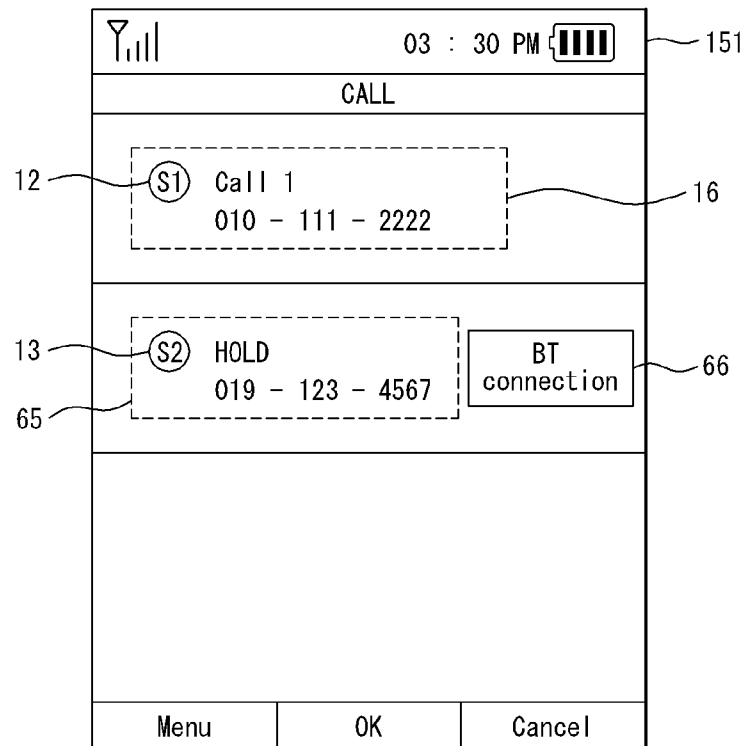 03 : 30 PM
151
CALL
12
S1 Call 1
010 - 111 - 2222
16
13
S2 HOLD
019 - 123 - 4567
65
BT
connection
66
Menu OK Cancel